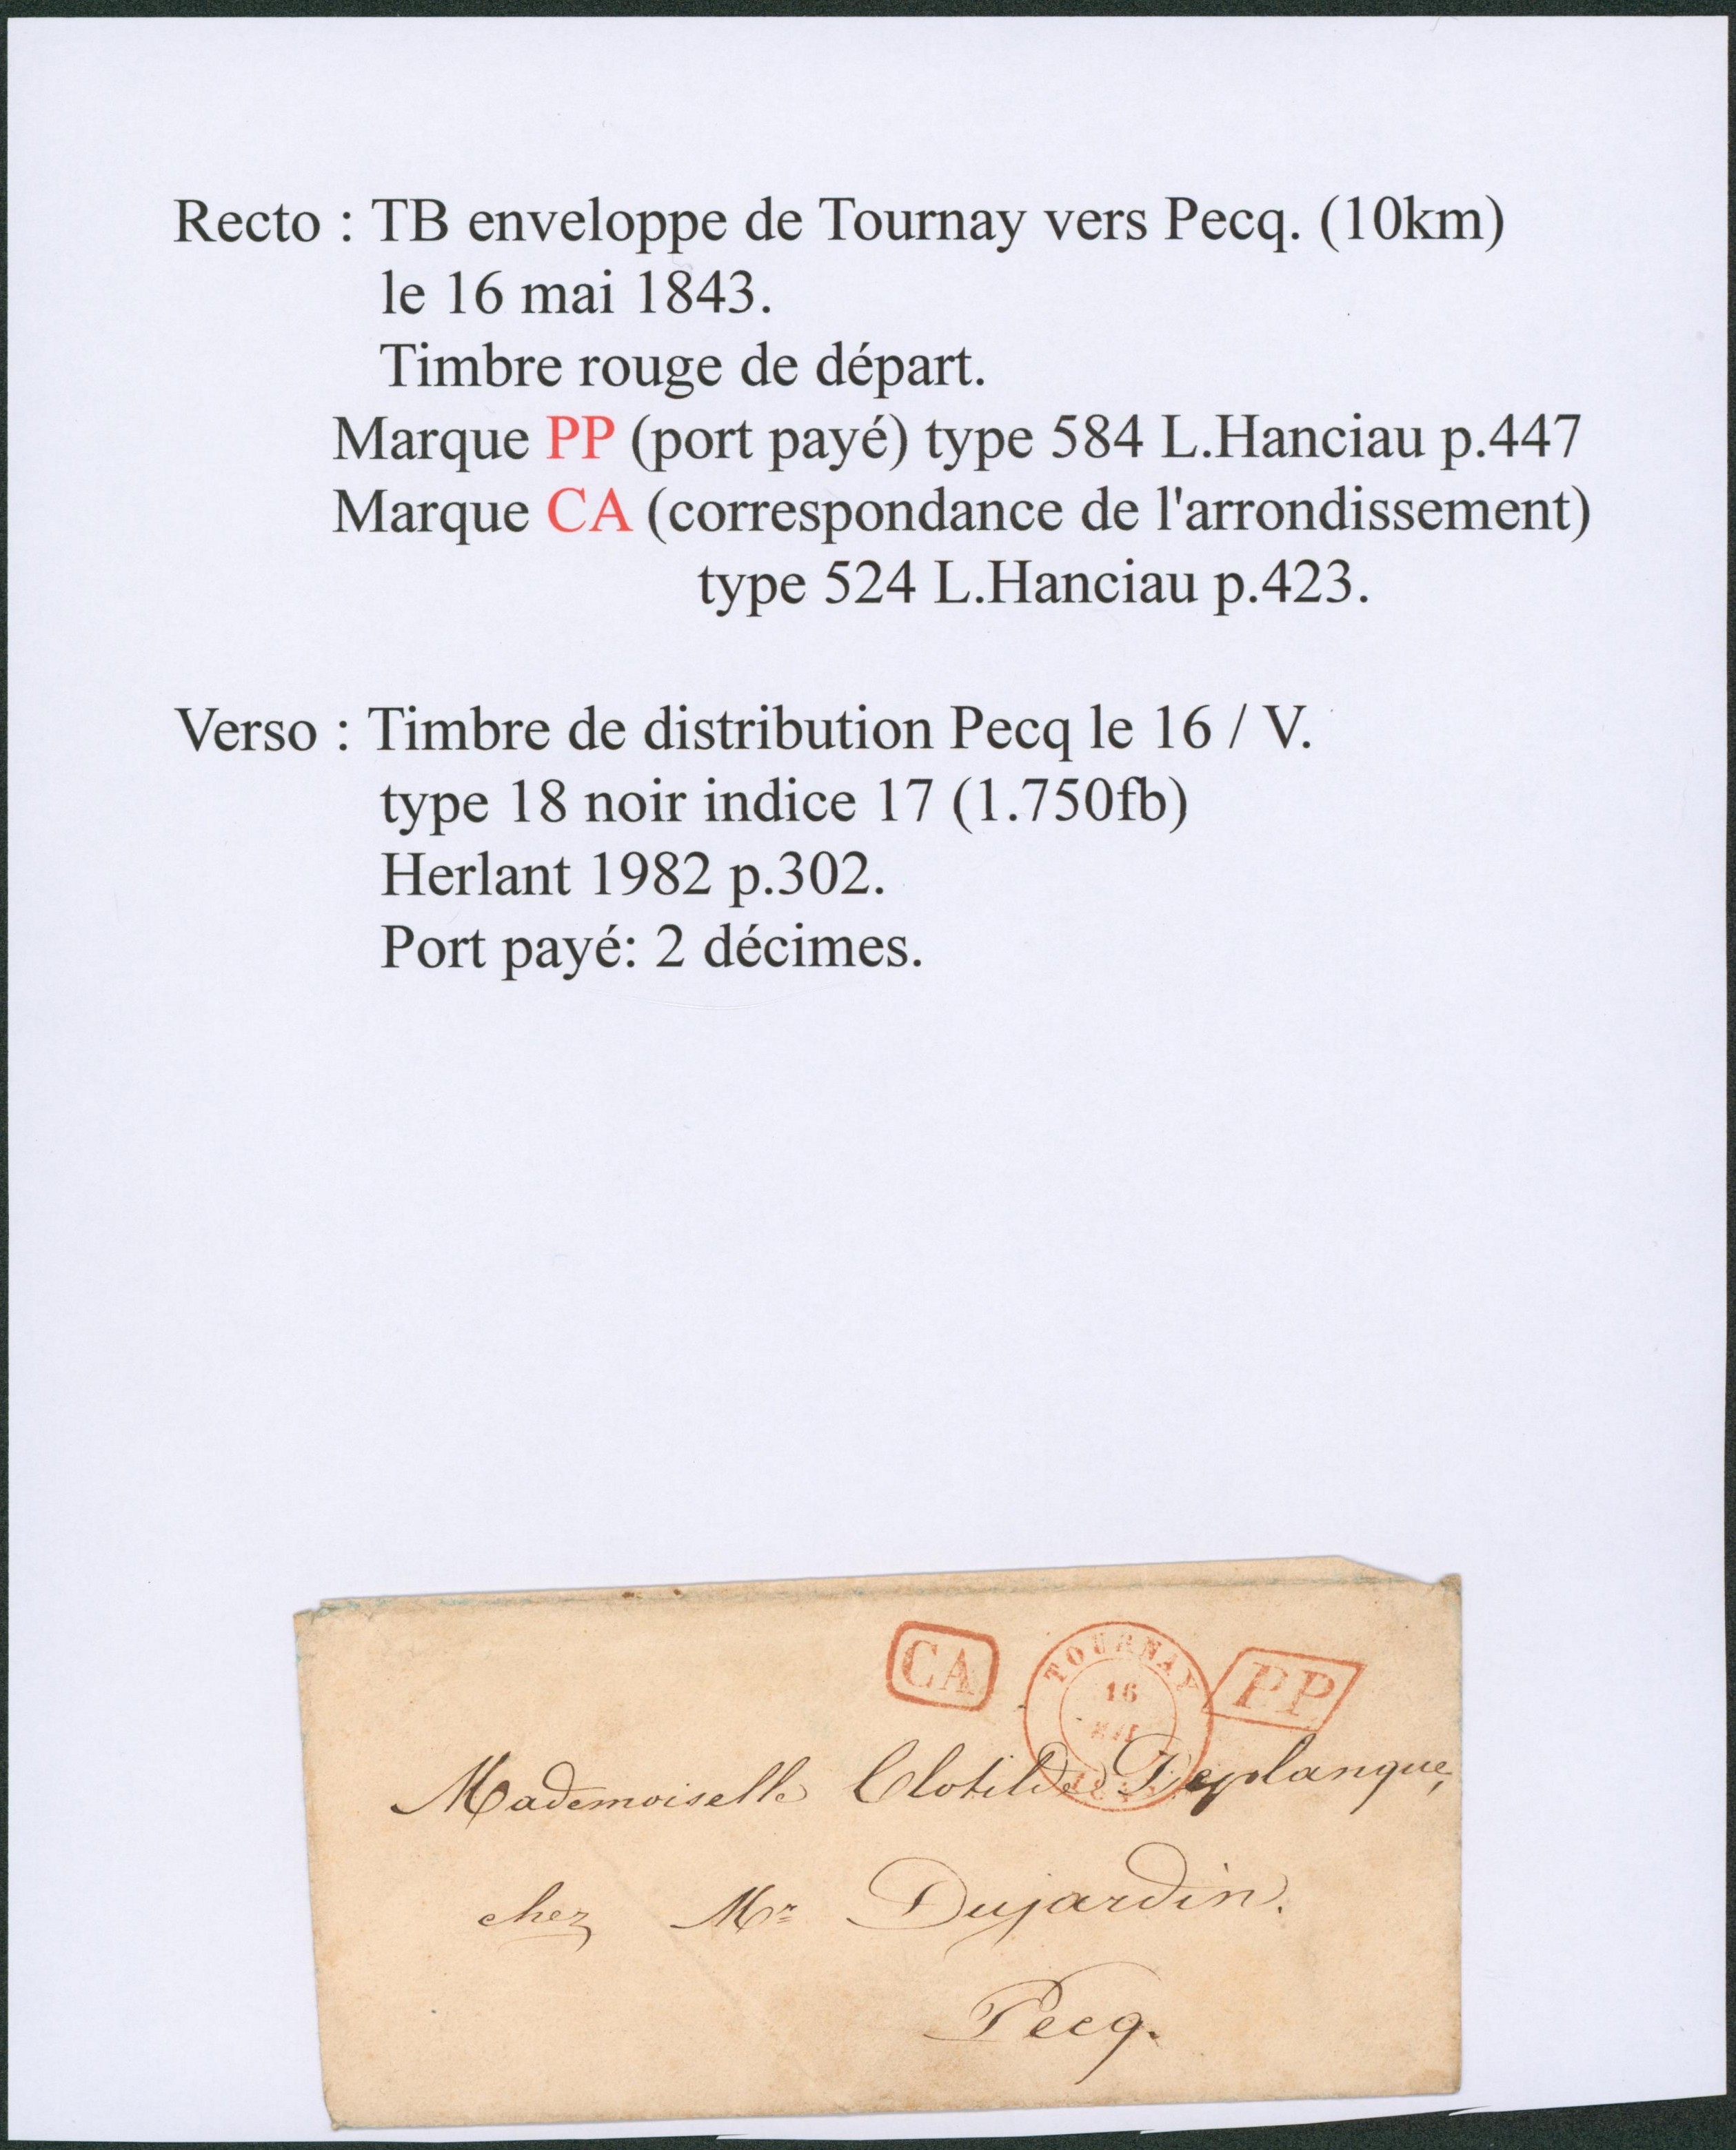 Recto : TB enveloppe de Tournay vers Pecq. (10km)
le 16 mai 1843.
Timbre rouge de départ.
Marque PP (port payé) type 584 L.Hanciau p.447
Marque CA (correspondance de l'arrondissement)
type 524 L.Hanciau p.423.
Verso : Timbre de distribution Pecq le 16 / V.
type 18 noir indice 17 (1.750fb)
Herlant 1982 p.302.
Port payé: 2 décimes.
CA
TOURNAY
16
PP
Mademoiselle Clotilde Deplanque,
chez Mr Dujardin.
Pecq.